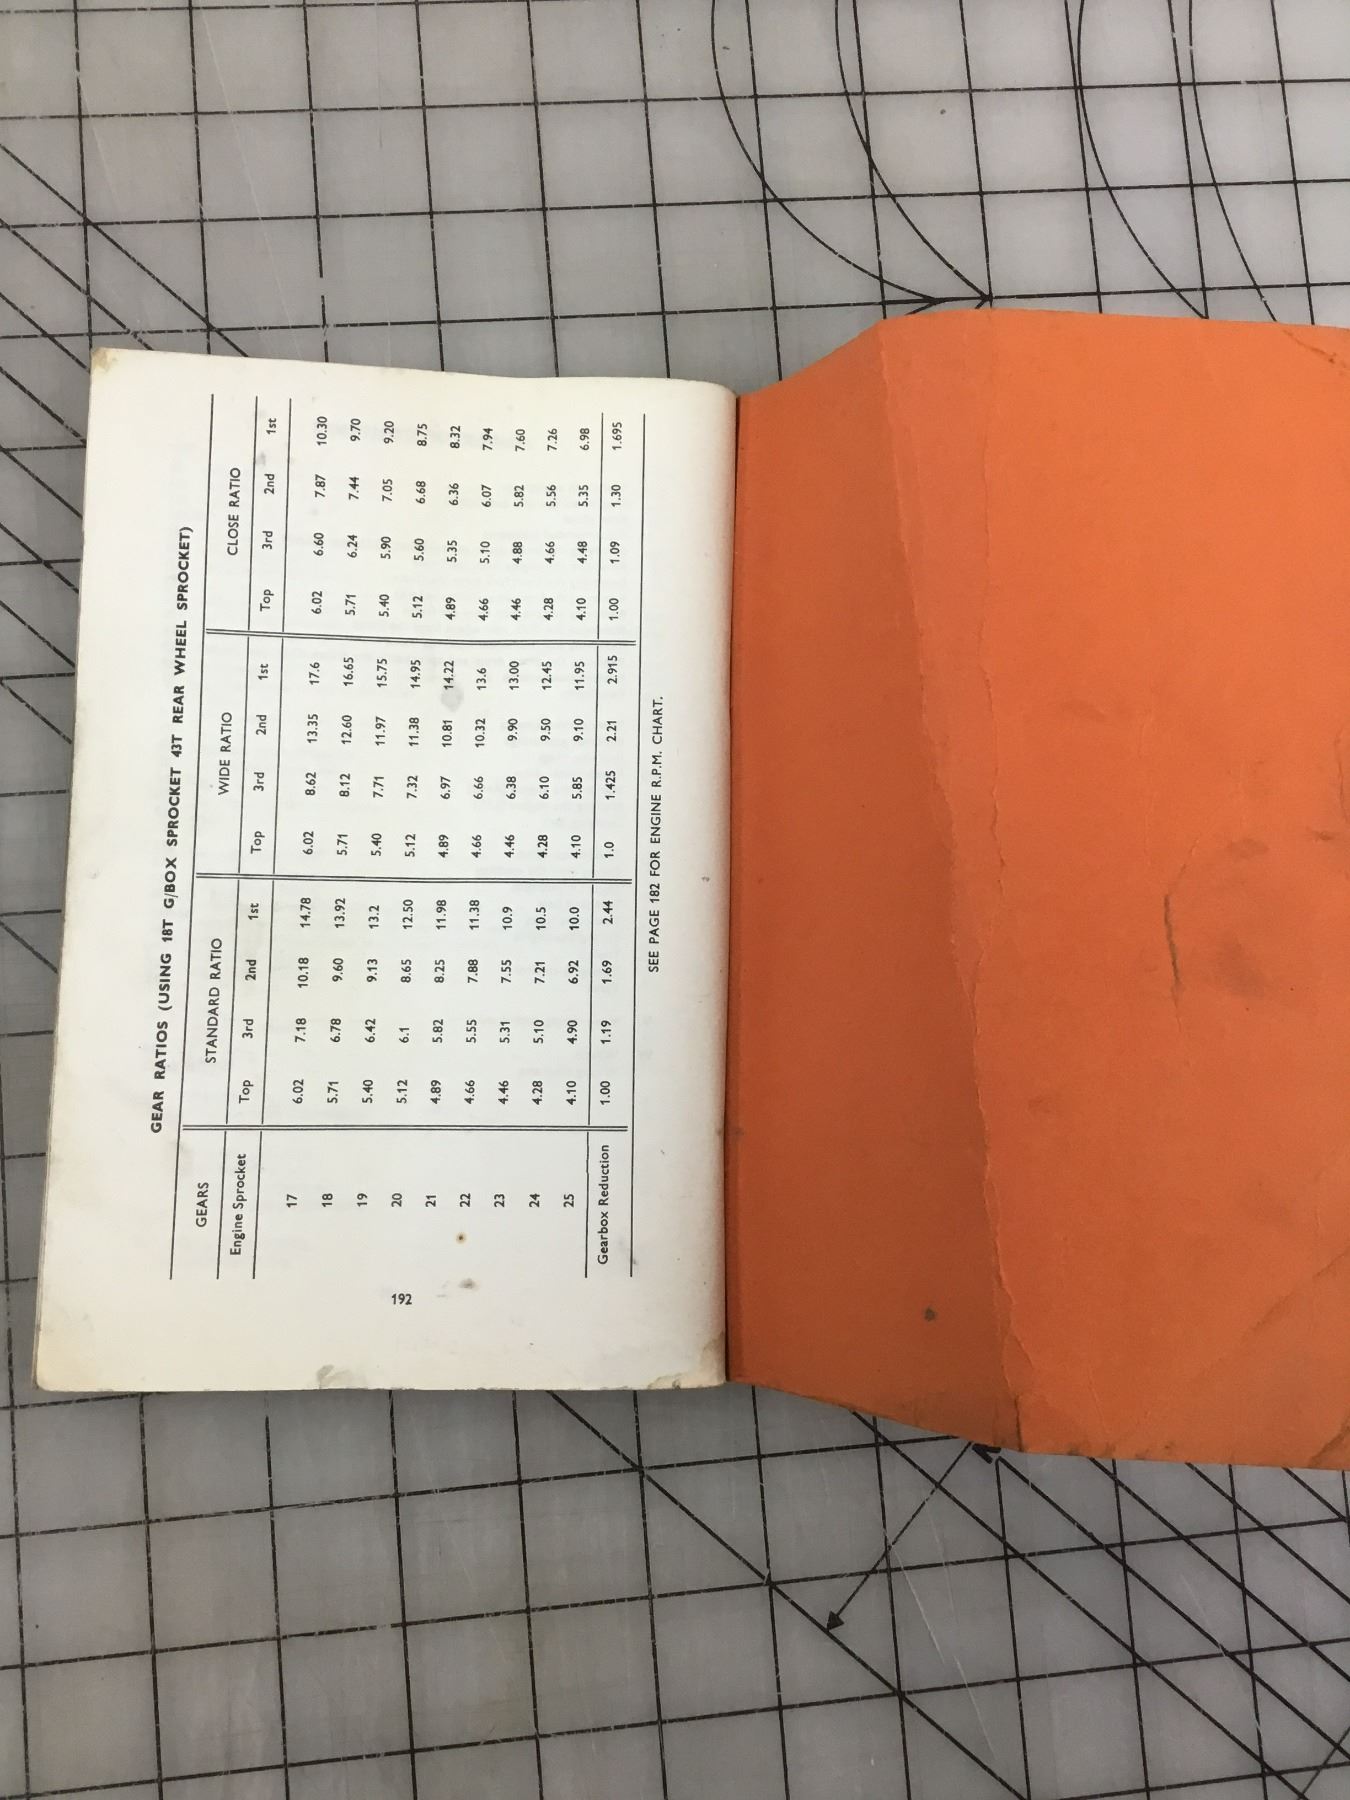 GEAR RATIOS (USING 18T G/BOX SPROCKET 43T REAR WHEEL SPROCKET)
GEARS STANDARD RATIO WIDE RATIO CLOSE RATIO
Engine Sprocket Top 3rd 2nd 1st Top 3rd 2nd 1st Top 3rd 2nd 1st
17 6.02 7.18 10.18 14.78 6.02 8.62 13.35 17.6 6.02 6.60 7.87 10.30
18 5.71 6.78 9.60 13.92 5.71 8.12 12.60 16.65 5.71 6.24 7.44 9.70
19 5.40 6.42 9.13 13.2 5.40 7.71 11.97 15.75 5.40 5.90 7.05 9.20
20 5.12 6.1 8.65 12.50 5.12 7.32 11.38 14.95 5.12 5.60 6.68 8.75
21 4.89 5.82 8.25 11.98 4.89 6.97 10.81 14.22 4.89 5.35 6.36 8.32
22 4.66 5.55 7.88 11.38 4.66 6.66 10.32 13.6 4.66 5.10 6.07 7.94
23 4.46 5.31 7.55 10.9 4.46 6.38 9.90 13.00 4.46 4.88 5.82 7.60
24 4.28 5.10 7.21 10.5 4.28 6.10 9.50 12.45 4.28 4.66 5.56 7.26
25 4.10 4.90 6.92 10.0 4.10 5.85 9.10 11.95 4.10 4.48 5.35 6.98
Gearbox Reduction 1.00 1.19 1.69 2.44 1.0 1.425 2.21 2.915 1.00 1.09 1.30 1.695
SEE PAGE 182 FOR ENGINE R.P.M. CHART.
192